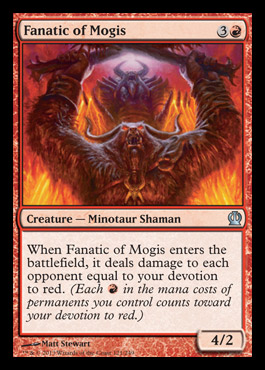 Fanatic of Mogis 3
Creature — Minotaur Shaman
When Fanatic of Mogis enters the
battlefield, it deals damage to each
opponent equal to your devotion
to red. (Each in the mana costs of
permanents you control counts toward
your devotion to red.)
Matt Stewart
4/2